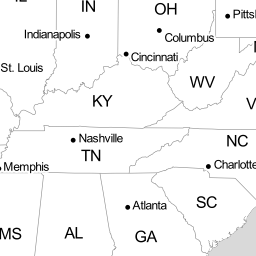 IN
OH
Pittsb
Indianapolis
Columbus
Cincinnati
St. Louis
WV
KY
V
Nashville
NC
TN
Memphis
Charlotte
SC
Atlanta
MS
AL
GA